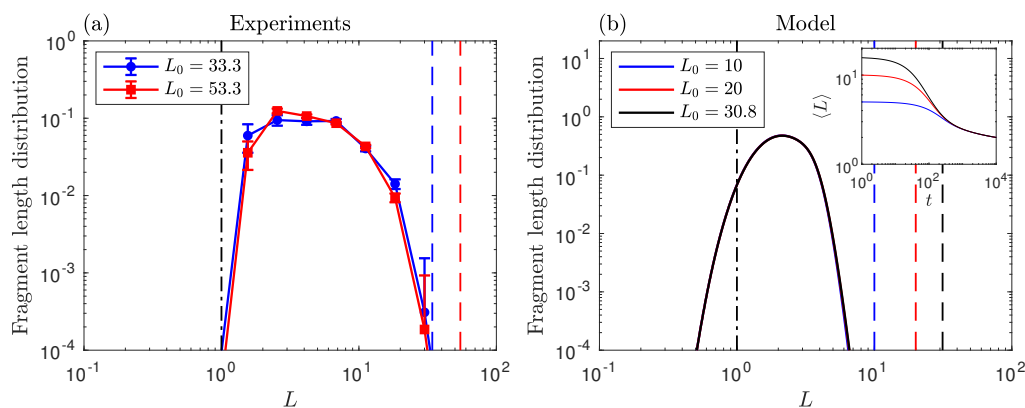 (a) Experiments
10^0
10^-1
10^-2
10^-3
10^-4
10^-1 10^0 10^1 10^2
L
Fragment length distribution
L_0 = 33.3
L_0 = 53.3
(b) Model
10^1
10^0
10^-1
10^-2
10^-3
10^-4
10^-1 10^0 10^1 10^2
L
Fragment length distribution
L_0 = 10
L_0 = 20
L_0 = 30.8
10^1
10^0
10^0 10^2 10^4
⟨L⟩
t